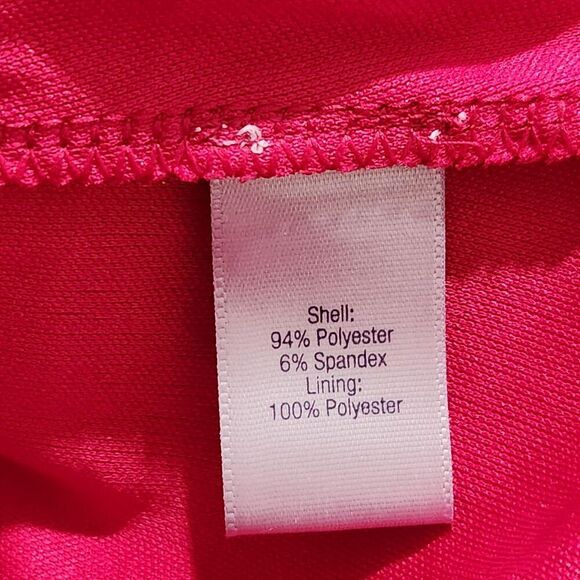 Shell:
94% Polyester
6% Spandex
Lining:
100% Polyester